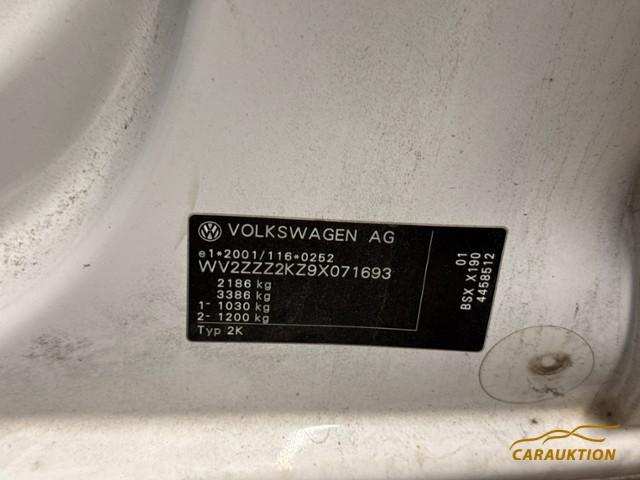 VOLKSWAGEN AG
e1*2001/116*0252
WV2ZZZ2KZ9X071693
2186 kg
3386 kg
1- 1030 kg
2- 1200 kg
Typ 2K
01
BSX X190
4458512
CARAUKTION